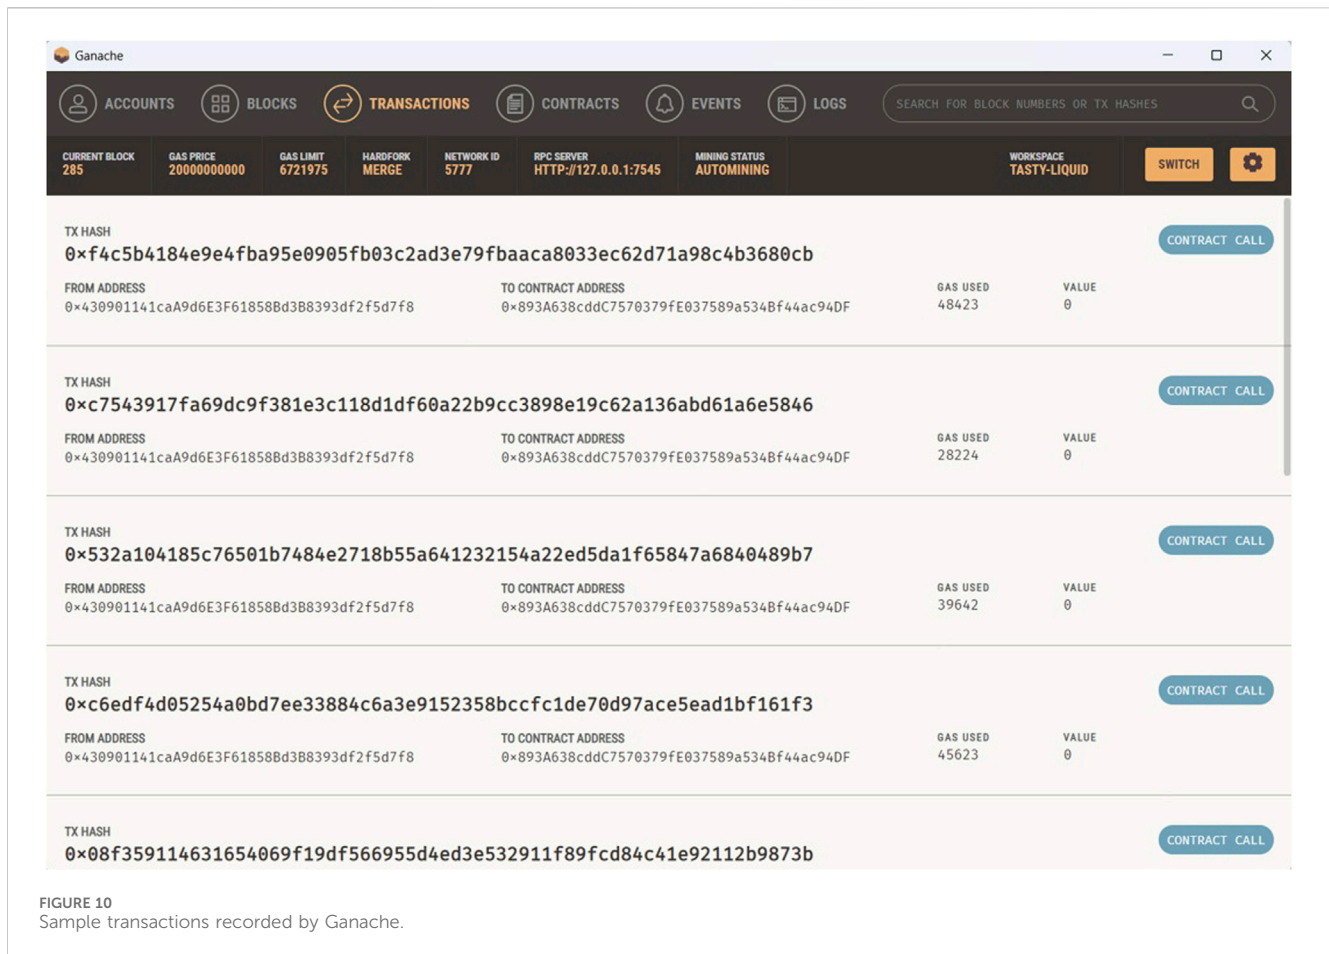 Ganache
ACCOUNTS BLOCKS TRANSACTIONS CONTRACTS EVENTS LOGS SEARCH FOR BLOCK NUMBERS OR TX HASHES
CURRENT BLOCK GAS PRICE GAS LIMIT HARDFORK NETWORK ID RPC SERVER MINING STATUS WORKSPACE
285 20000000000 6721975 MERGE 5777 HTTP://127.0.0.1:7545 AUTOMINING TASTY-LIQUID SWITCH
TX HASH
0×f4c5b4184e9e4fba95e0905fb03c2ad3e79fbaaca8033ec62d71a98c4b3680cb CONTRACT CALL
FROM ADDRESS TO CONTRACT ADDRESS GAS USED VALUE
0×430901141caA9d6E3F61858Bd3B8393df2f5d7f8 0×893A638cddC7570379fE037589a534Bf44ac94DF 48423 0
TX HASH
0×c7543917fa69dc9f381e3c118d1df60a22b9cc3898e19c62a136abd61a6e5846 CONTRACT CALL
FROM ADDRESS TO CONTRACT ADDRESS GAS USED VALUE
0×430901141caA9d6E3F61858Bd3B8393df2f5d7f8 0×893A638cddC7570379fE037589a534Bf44ac94DF 28224 0
TX HASH
0×532a104185c76501b7484e2718b55a641232154a22ed5da1f65847a6840489b7 CONTRACT CALL
FROM ADDRESS TO CONTRACT ADDRESS GAS USED VALUE
0×430901141caA9d6E3F61858Bd3B8393df2f5d7f8 0×893A638cddC7570379fE037589a534Bf44ac94DF 39642 0
TX HASH
0×c6edf4d05254a0bd7ee33884c6a3e9152358bccfc1de70d97ace5ead1bf161f3 CONTRACT CALL
FROM ADDRESS TO CONTRACT ADDRESS GAS USED VALUE
0×430901141caA9d6E3F61858Bd3B8393df2f5d7f8 0×893A638cddC7570379fE037589a534Bf44ac94DF 45623 0
TX HASH
0×08f359114631654069f19df566955d4ed3e532911f89fcd84c41e92112b9873b CONTRACT CALL
FIGURE 10
Sample transactions recorded by Ganache.